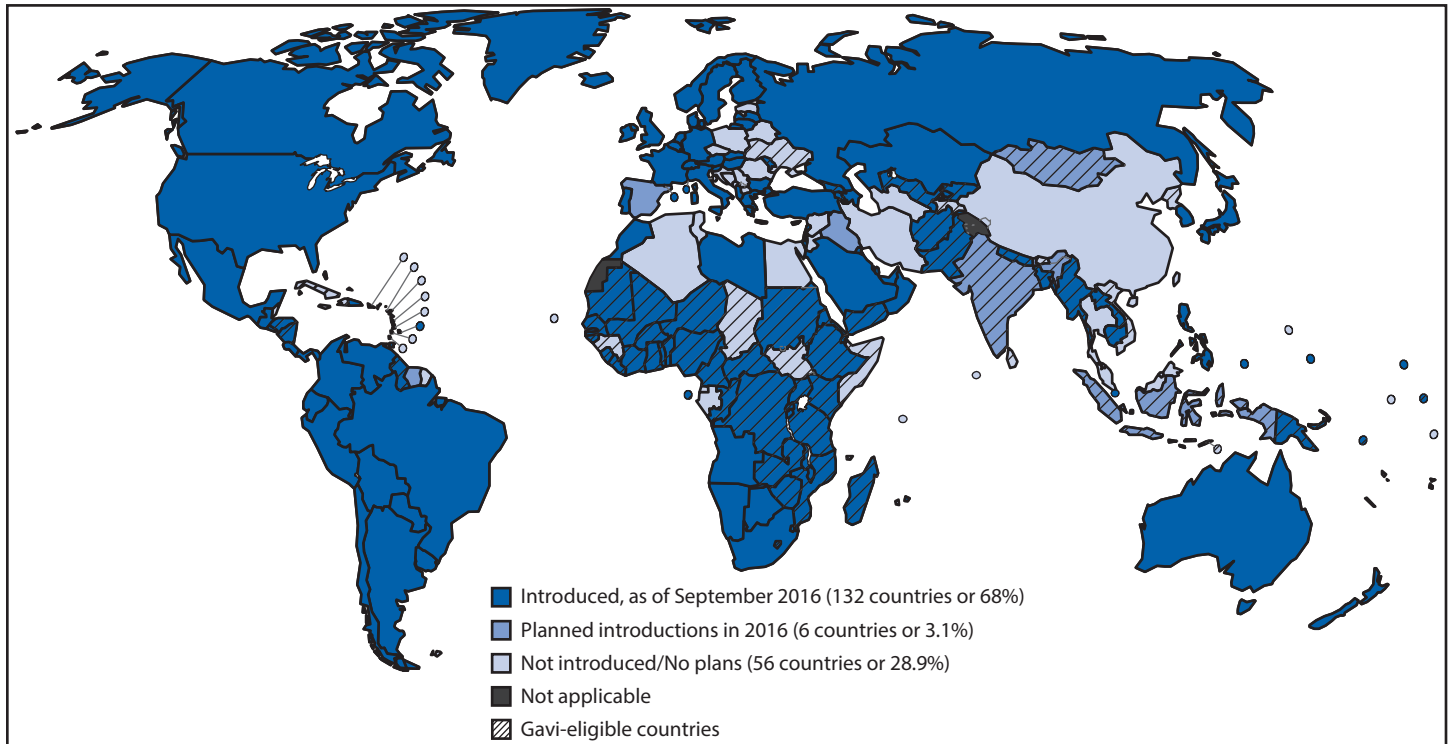 Introduced, as of September 2016 (132 countries or 68%)
Planned introductions in 2016 (6 countries or 3.1%)
Not introduced/No plans (56 countries or 28.9%)
Not applicable
Gavi-eligible countries